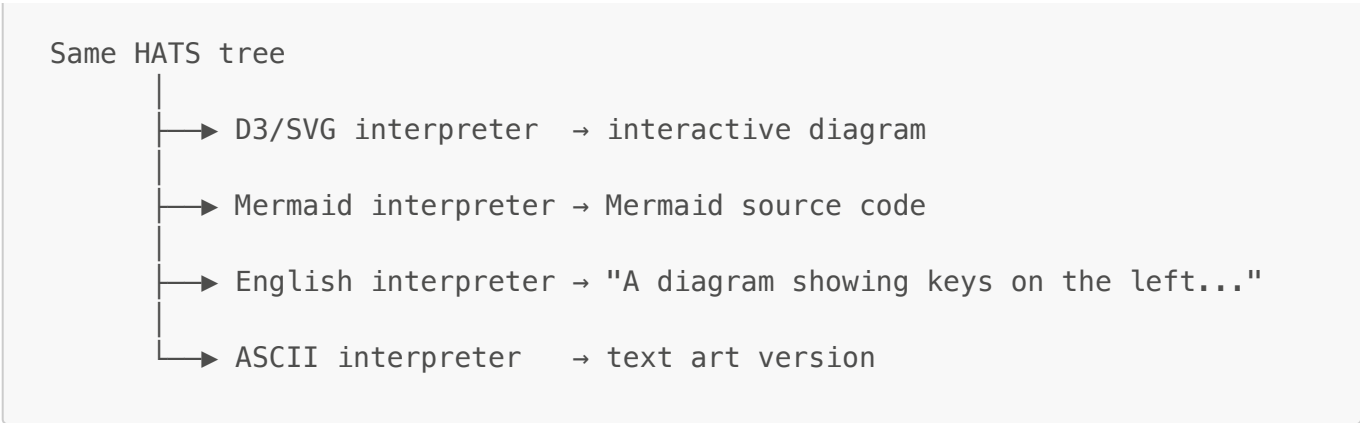 Same HATS tree
│
├──▶ D3/SVG interpreter  → interactive diagram
│
├──▶ Mermaid interpreter → Mermaid source code
│
├──▶ English interpreter → "A diagram showing keys on the left..."
│
└──▶ ASCII interpreter   → text art version